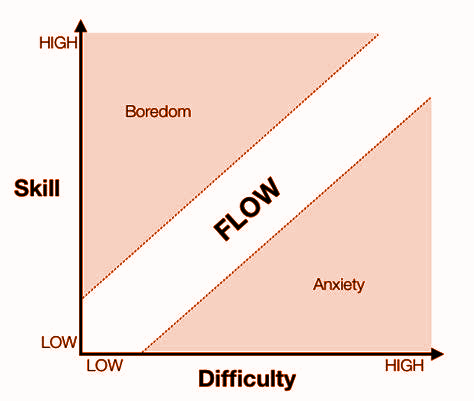 HIGH
Boredom
Skill
FLOW
Anxiety
LOW
LOW
HIGH
Difficulty